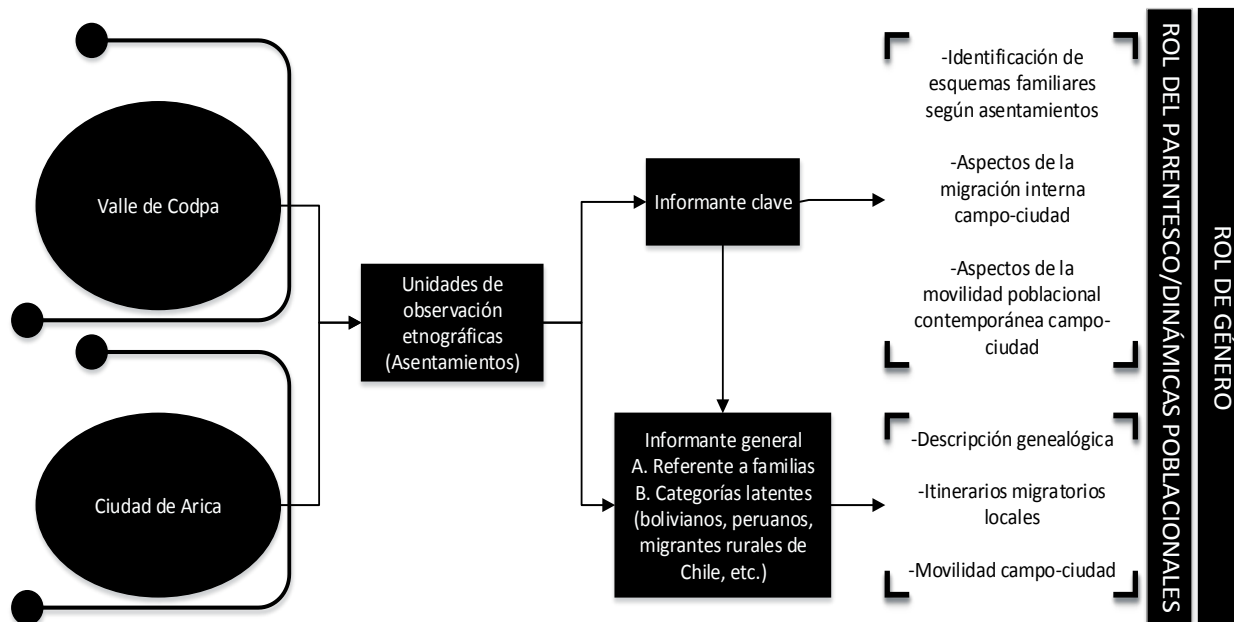 Valle de Codpa
Ciudad de Arica
Unidades de
observación
etnográficas
(Asentamientos)
Informante clave
Informante general
A. Referente a familias
B. Categorías latentes
(bolivianos, peruanos,
migrantes rurales de
Chile, etc.)
-Identificación de
esquemas familiares
según asentamientos
-Aspectos de la
migración interna
campo-ciudad
-Aspectos de la
movilidad poblacional
contemporánea campo-
ciudad
-Descripción genealógica
-Itinerarios migratorios
locales
-Movilidad campo-ciudad
ROL DEL PARENTESCO/DINÁMICAS POBLACIONALES
ROL DE GÉNERO